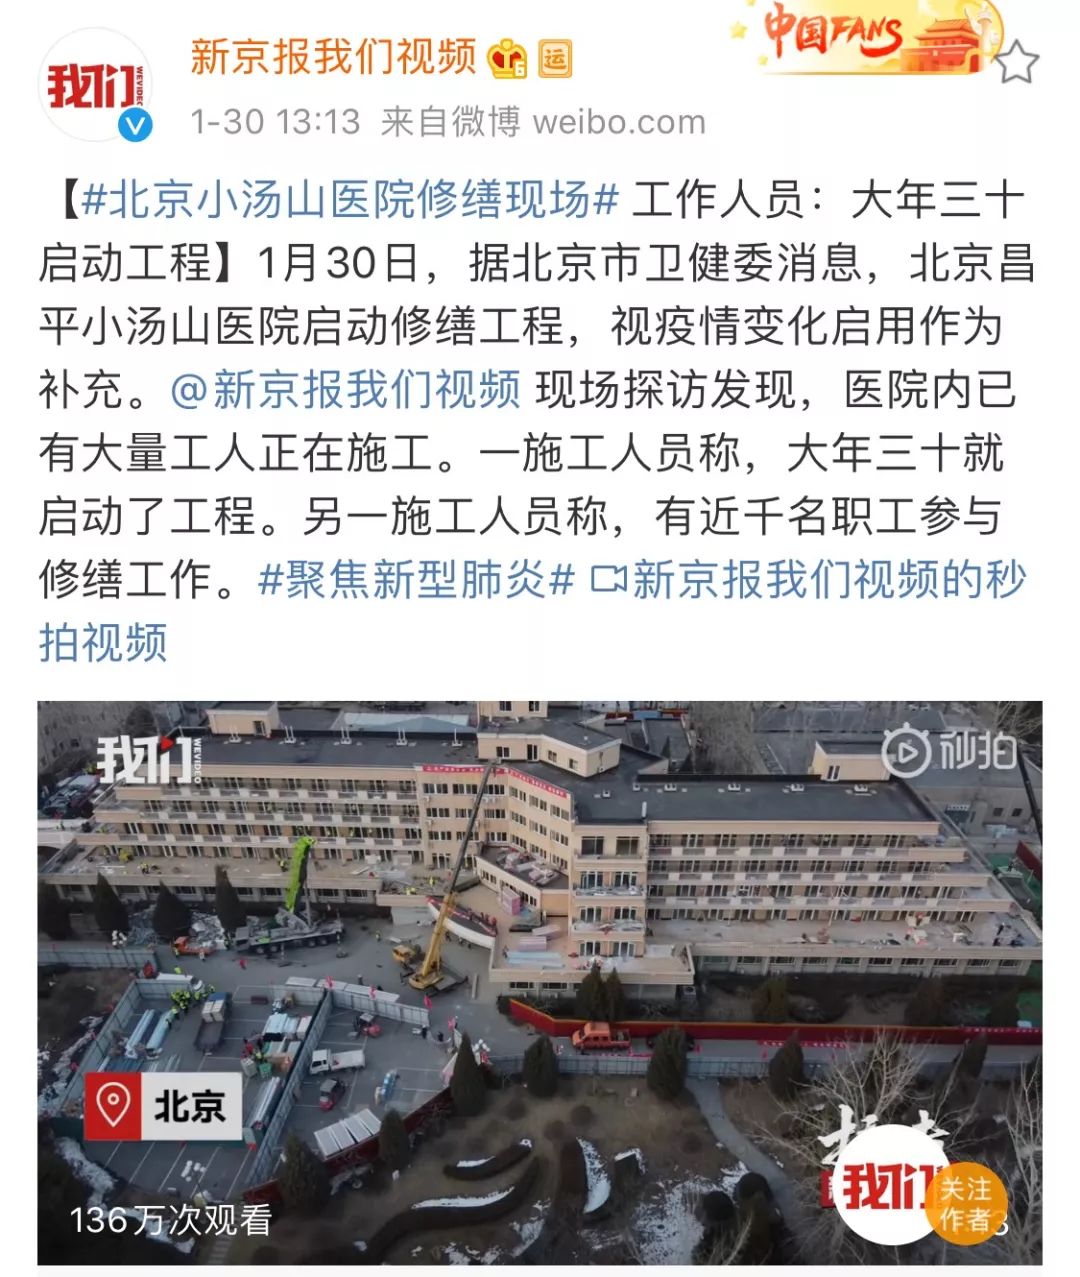 中国FANS
我们
WEVIDEO
新京报我们视频
6
运
1-30 13:13 来自微博 weibo.com
【#北京小汤山医院修缮现场# 工作人员：大年三十
启动工程】1月30日，据北京市卫健委消息，北京昌
平小汤山医院启动修缮工程，视疫情变化启用作为
补充。@新京报我们视频 现场探访发现，医院内已
有大量工人正在施工。一施工人员称，大年三十就
启动了工程。另一施工人员称，有近千名职工参与
修缮工作。#聚焦新型肺炎# 新京报我们视频的秒
拍视频
我们
WEVIDEO
秒拍
北京
我们
关注
作者
136万次观看